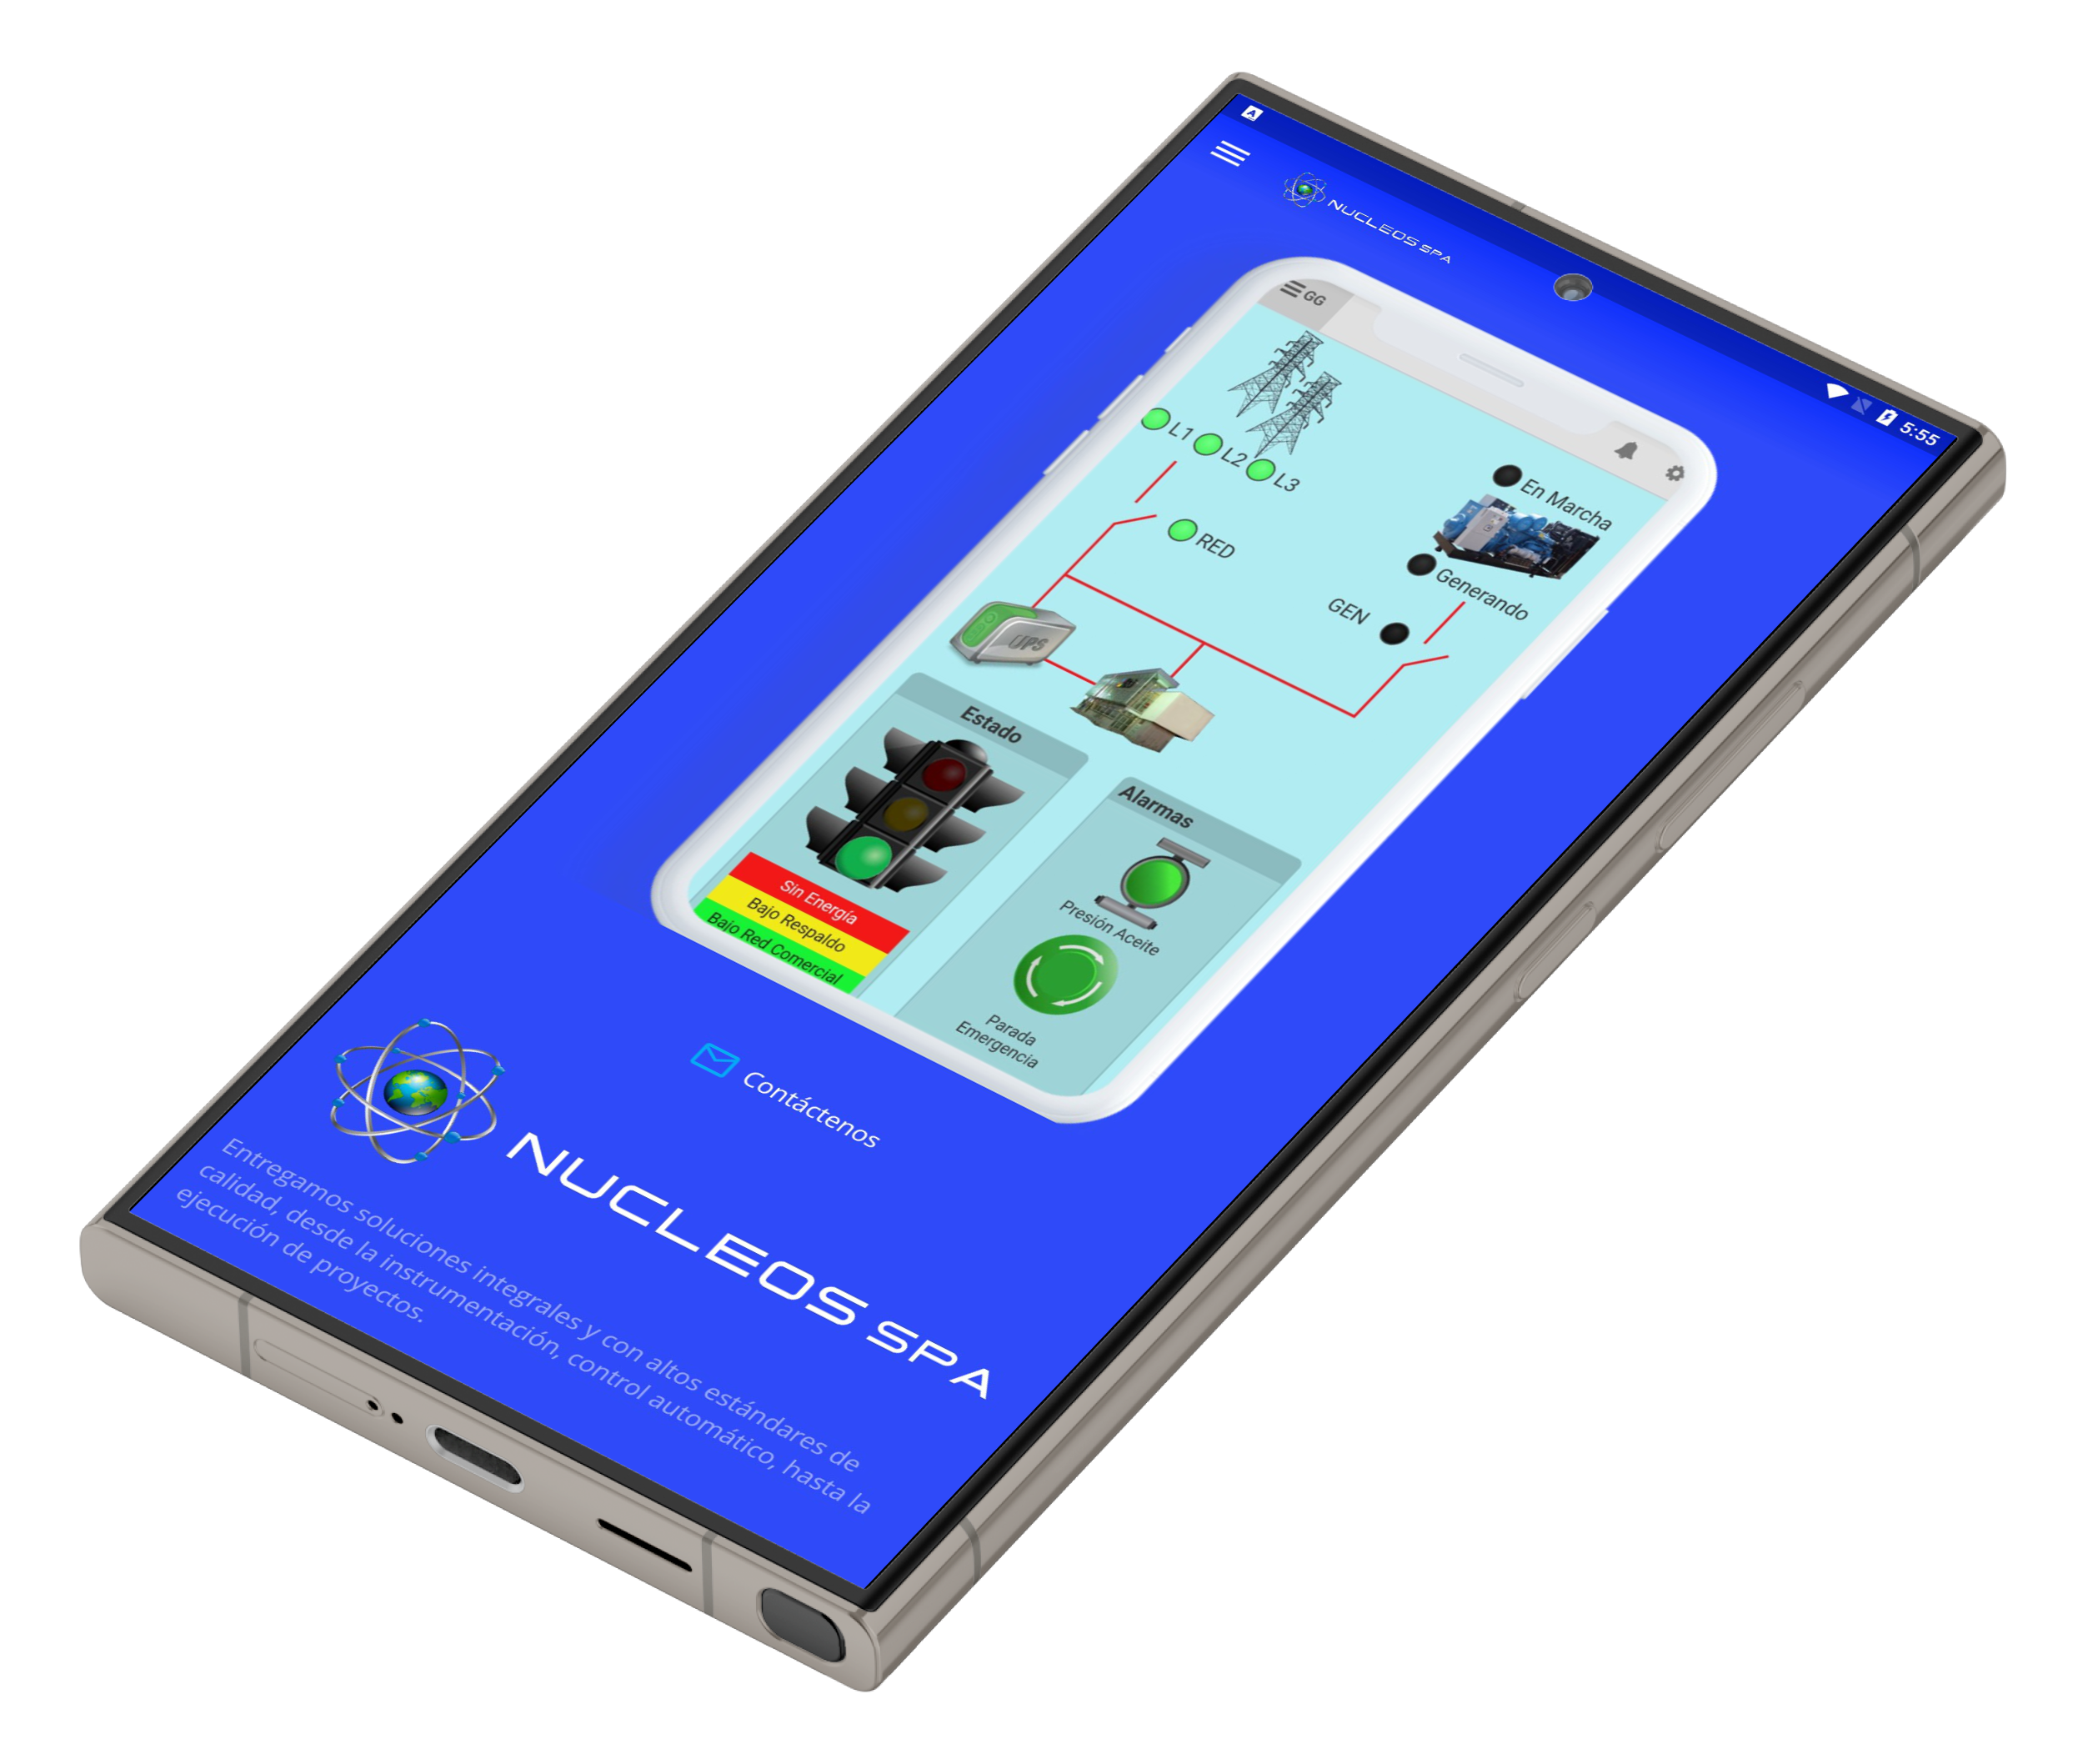 5:55
NUCLEOS SPA
GG
L1 L2 L3
En Marcha
RED
Generando
GEN
UPS
Estado
Alarmas
Sin Energía
Bajo Respaldo
Bajo Red Comercial
Presión Aceite
Parada
Emergencia
Contáctenos
NUCLEOS SPA
Entregamos soluciones integrales y con altos estándares de
calidad, desde la instrumentación, control automático, hasta la
ejecución de proyectos.